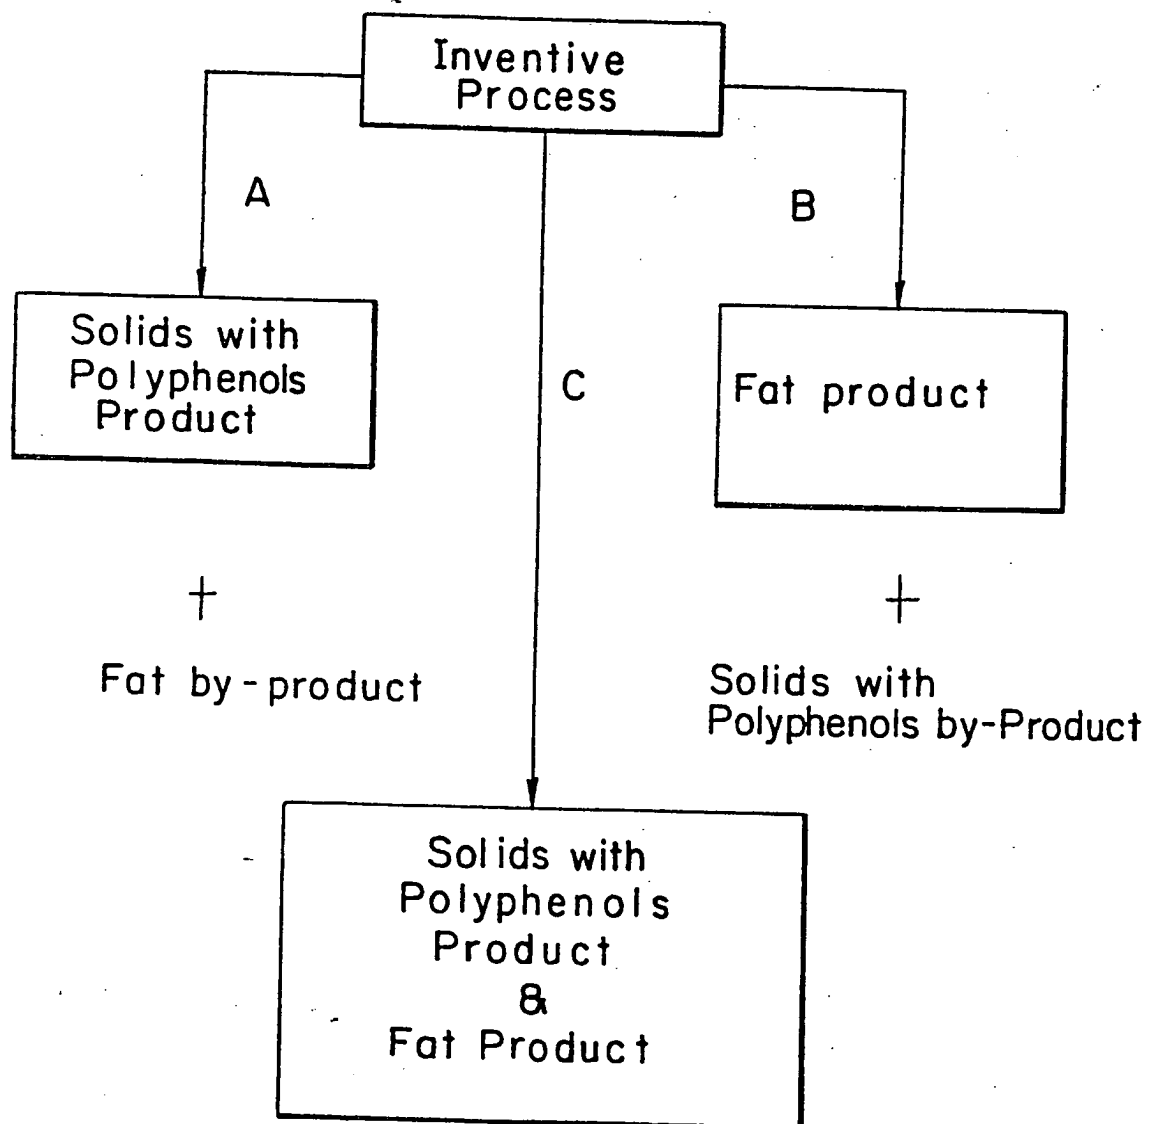 Inventive
Process
A
B
Solids with
Polyphenols
Product
C
Fat product
+
Fat by-product
+
Solids with
Polyphenols by-Product
Solids with
Polyphenols
Product
&
Fat Product